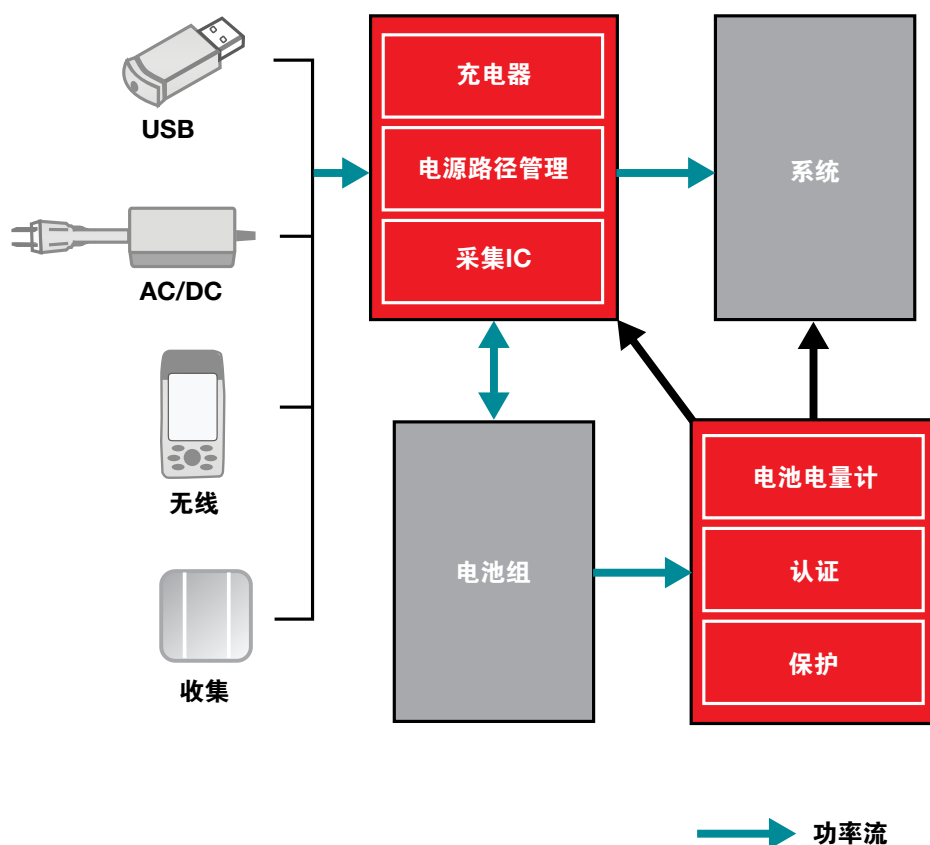 USB
AC/DC
无线
收集
充电器
电源路径管理
采集IC
系统
电池组
电池电量计
认证
保护
功率流